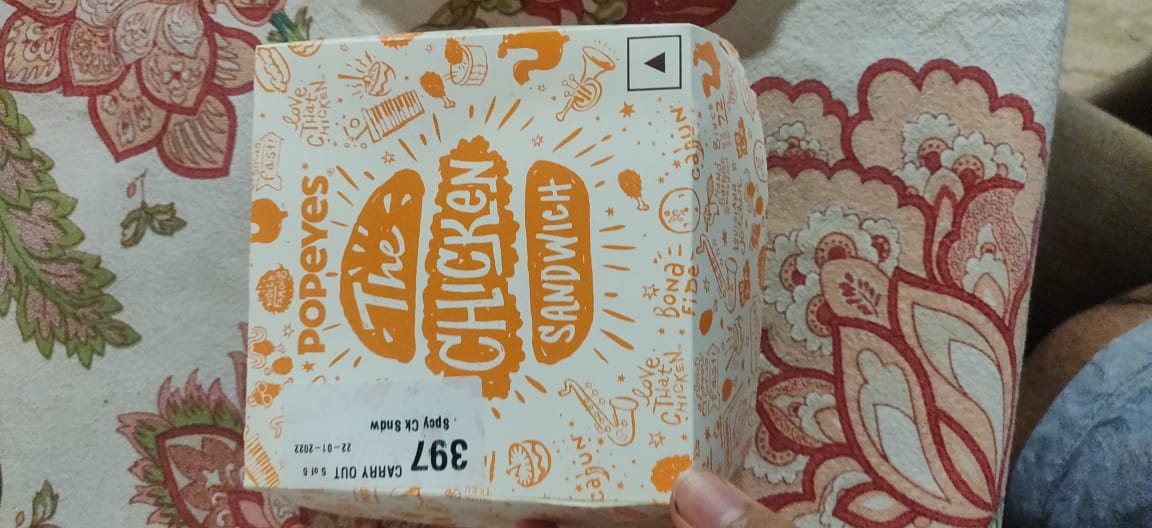 POPEYES®
The
CHICKEN
SANDWICH
Love
That
CHICKEN
fast!
cajun
BONA
FIDE
Love
That
CHICKEN
cajun
397
CARRY OUT 5 of 6
22-01-2022
Spcy Ck Sndw